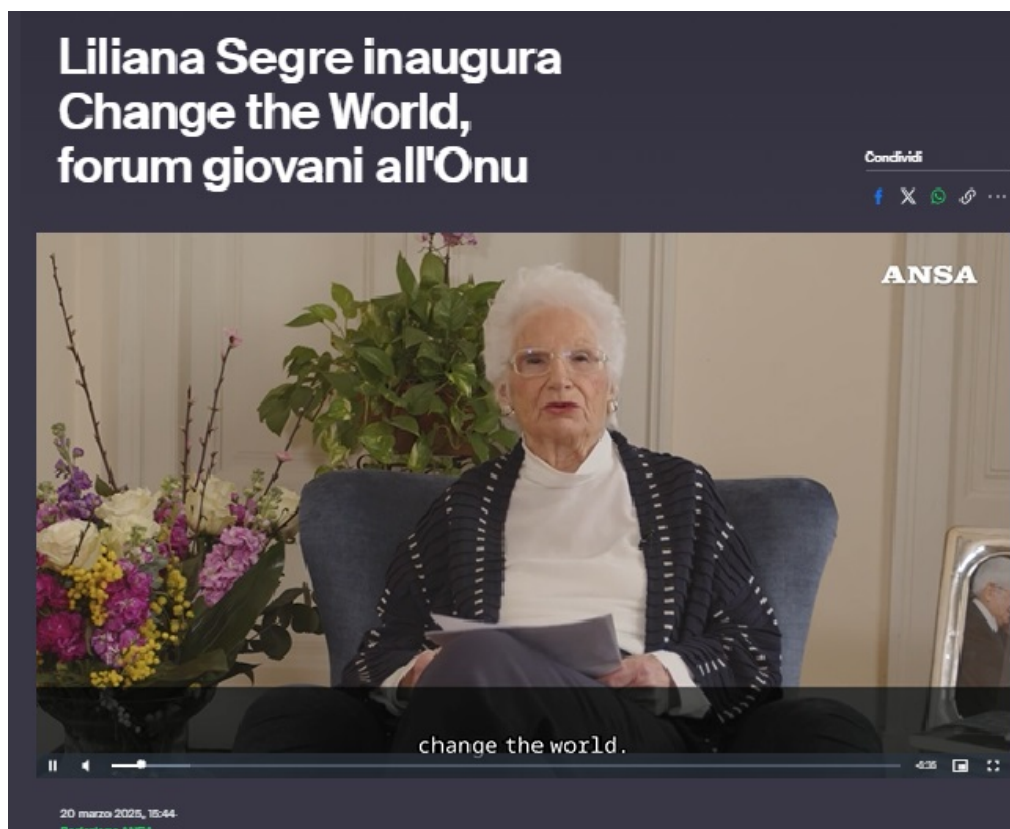 Liliana Segre inaugura
Change the World,
forum giovani all'Onu
Condividi
ANSA
change the world.
20 marzo 2025, 15:44